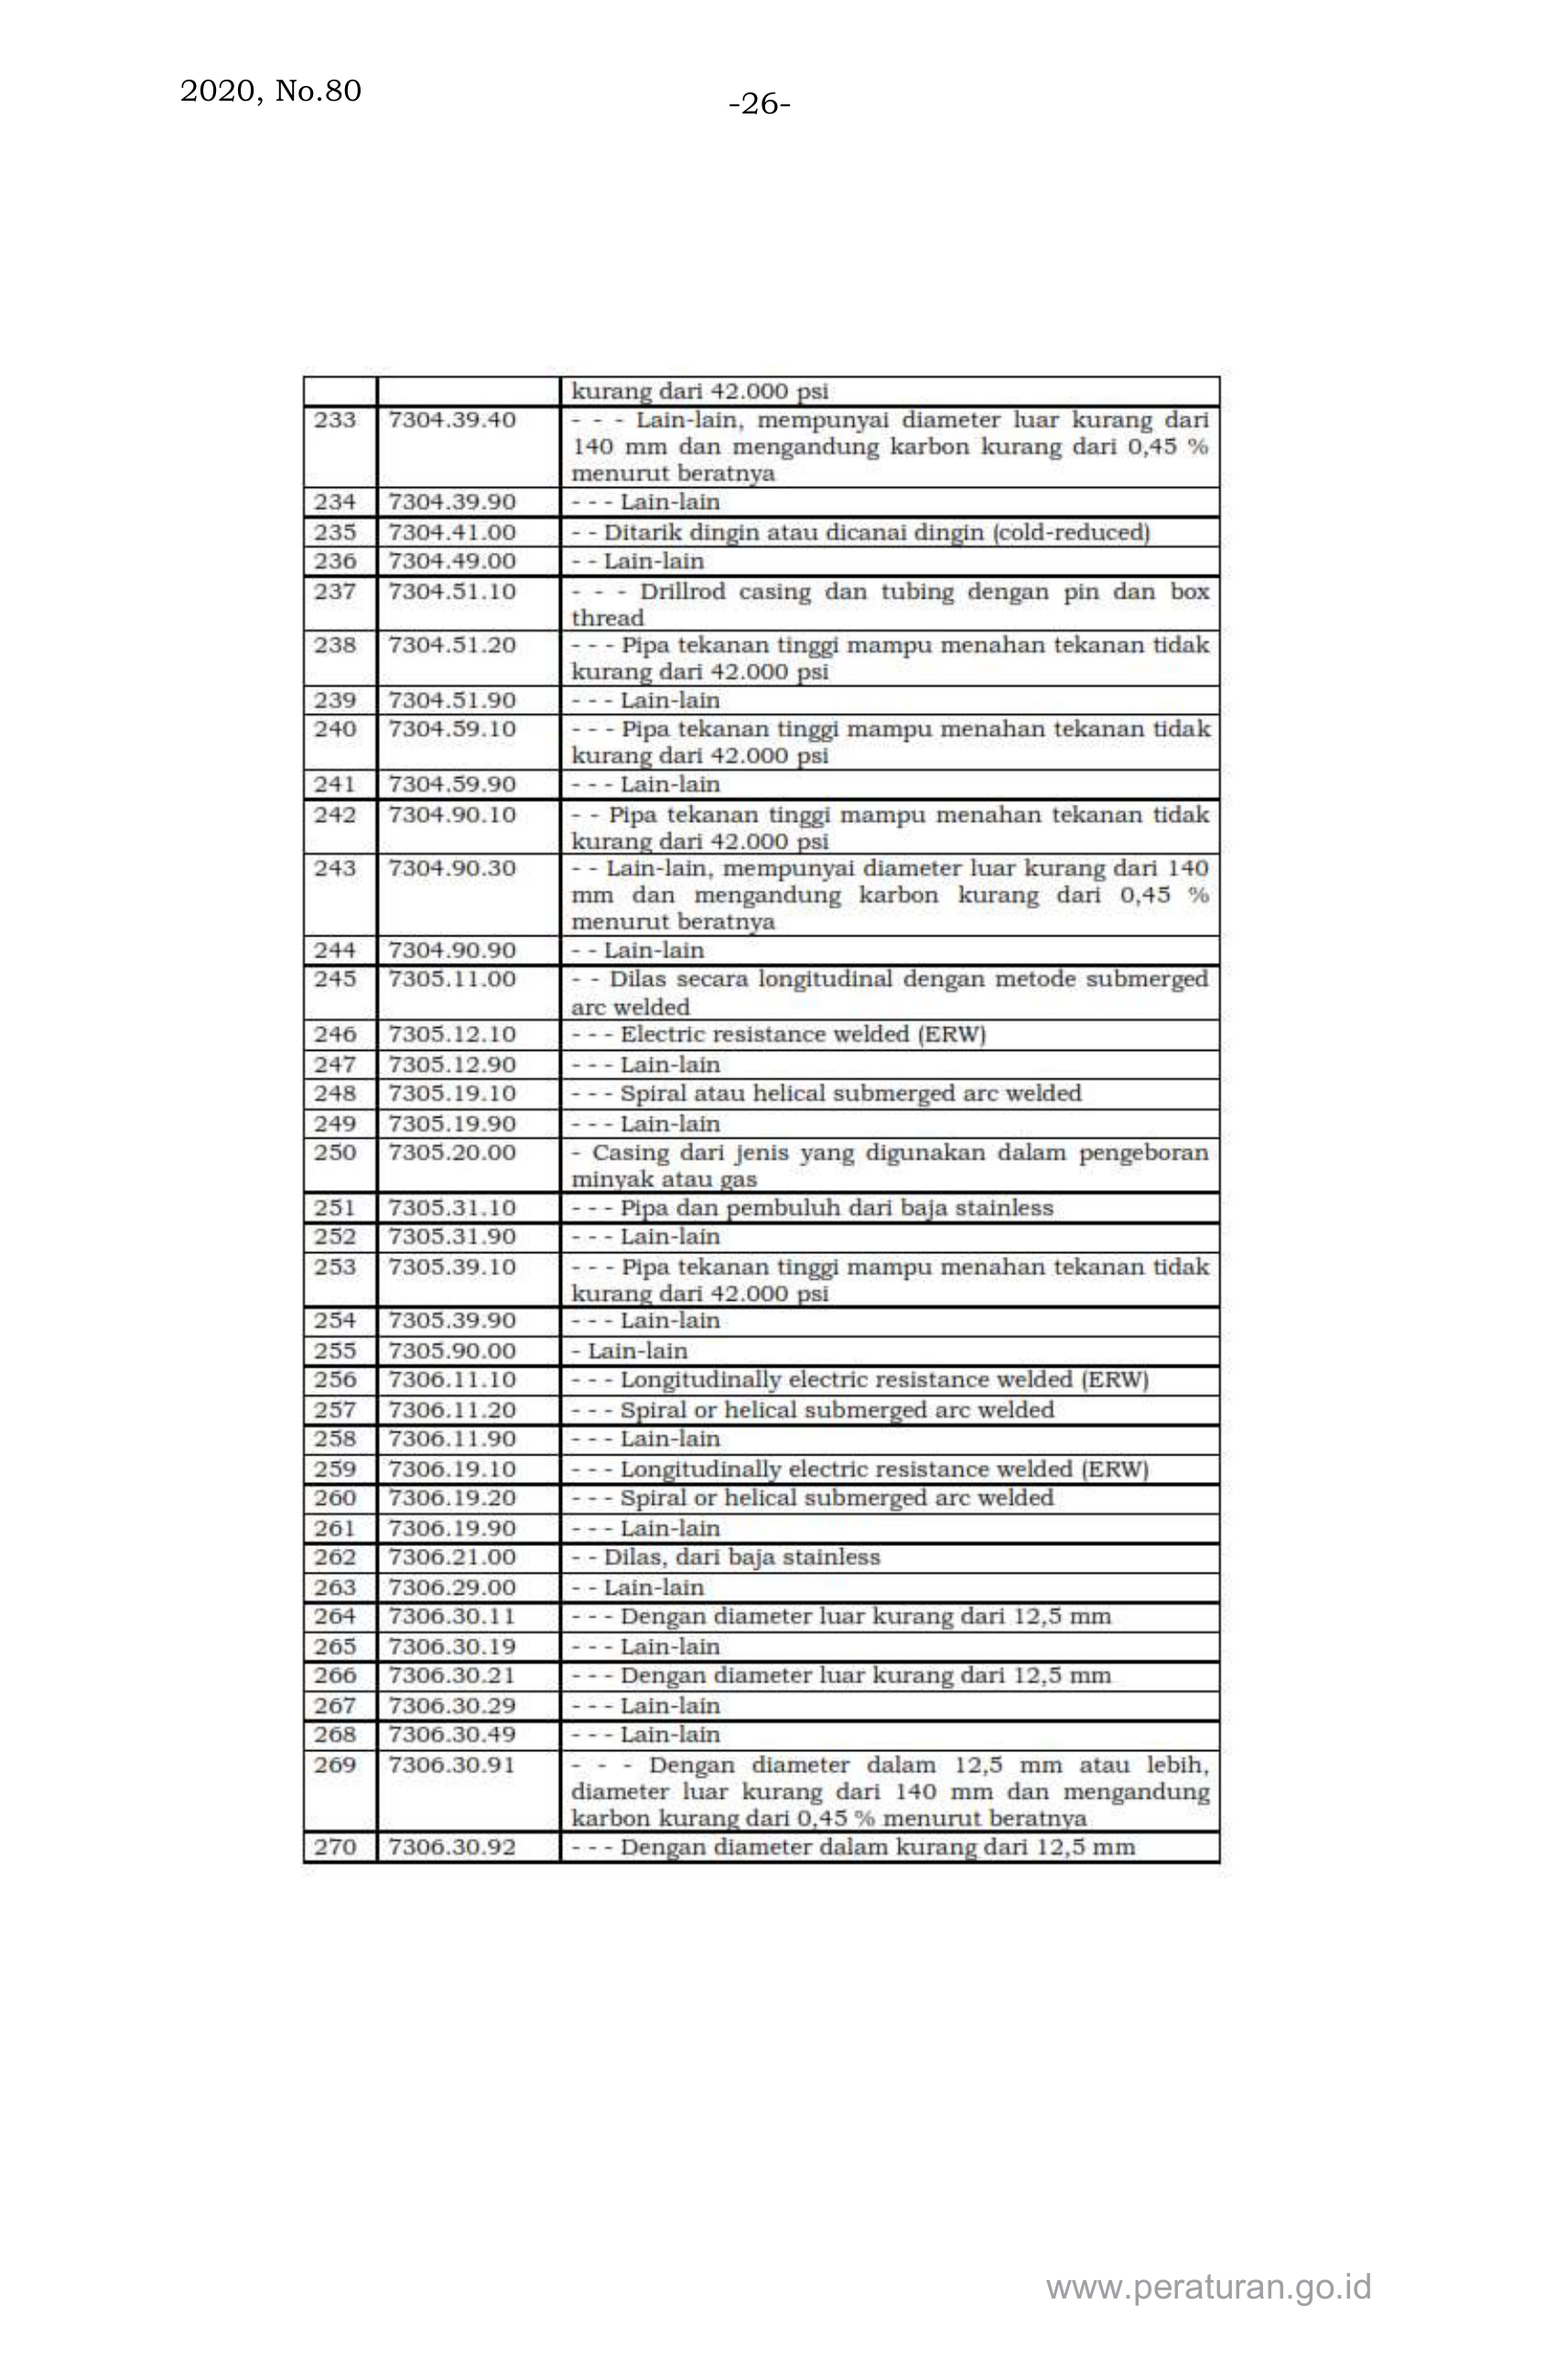 2020, No.80
-26-
kurang dari 42.000 psi
233 7304.39.40 - - - Lain-lain, mempunyai diameter luar kurang dari
140 mm dan mengandung karbon kurang dari 0,45 %
menurut beratnya
234 7304.39.90 - - - Lain-lain
235 7304.41.00 - - Ditarik dingin atau dicanai dingin (cold-reduced)
236 7304.49.00 - - Lain-lain
237 7304.51.10 - - - Drillrod casing dan tubing dengan pin dan box
thread
238 7304.51.20 - - - Pipa tekanan tinggi mampu menahan tekanan tidak
kurang dari 42.000 psi
239 7304.51.90 - - - Lain-lain
240 7304.59.10 - - - Pipa tekanan tinggi mampu menahan tekanan tidak
kurang dari 42.000 psi
241 7304.59.90 - - - Lain-lain
242 7304.90.10 - - Pipa tekanan tinggi mampu menahan tekanan tidak
kurang dari 42.000 psi
243 7304.90.30 - - Lain-lain, mempunyai diameter luar kurang dari 140
mm dan mengandung karbon kurang dari 0,45 %
menurut beratnya
244 7304.90.90 - - Lain-lain
245 7305.11.00 - - Dilas secara longitudinal dengan metode submerged
arc welded
246 7305.12.10 - - - Electric resistance welded (ERW)
247 7305.12.90 - - - Lain-lain
248 7305.19.10 - - - Spiral atau helical submerged arc welded
249 7305.19.90 - - - Lain-lain
250 7305.20.00 - Casing dari jenis yang digunakan dalam pengeboran
minyak atau gas
251 7305.31.10 - - - Pipa dan pembuluh dari baja stainless
252 7305.31.90 - - - Lain-lain
253 7305.39.10 - - - Pipa tekanan tinggi mampu menahan tekanan tidak
kurang dari 42.000 psi
254 7305.39.90 - - - Lain-lain
255 7305.90.00 - Lain-lain
256 7306.11.10 - - - Longitudinally electric resistance welded (ERW)
257 7306.11.20 - - - Spiral or helical submerged arc welded
258 7306.11.90 - - - Lain-lain
259 7306.19.10 - - - Longitudinally electric resistance welded (ERW)
260 7306.19.20 - - - Spiral or helical submerged arc welded
261 7306.19.90 - - - Lain-lain
262 7306.21.00 - - Dilas, dari baja stainless
263 7306.29.00 - - Lain-lain
264 7306.30.11 - - - Dengan diameter luar kurang dari 12,5 mm
265 7306.30.19 - - - Lain-lain
266 7306.30.21 - - - Dengan diameter luar kurang dari 12,5 mm
267 7306.30.29 - - - Lain-lain
268 7306.30.49 - - - Lain-lain
269 7306.30.91 - - - Dengan diameter dalam 12,5 mm atau lebih,
diameter luar kurang dari 140 mm dan mengandung
karbon kurang dari 0,45 % menurut beratnya
270 7306.30.92 - - - Dengan diameter dalam kurang dari 12,5 mm
www.peraturan.go.id